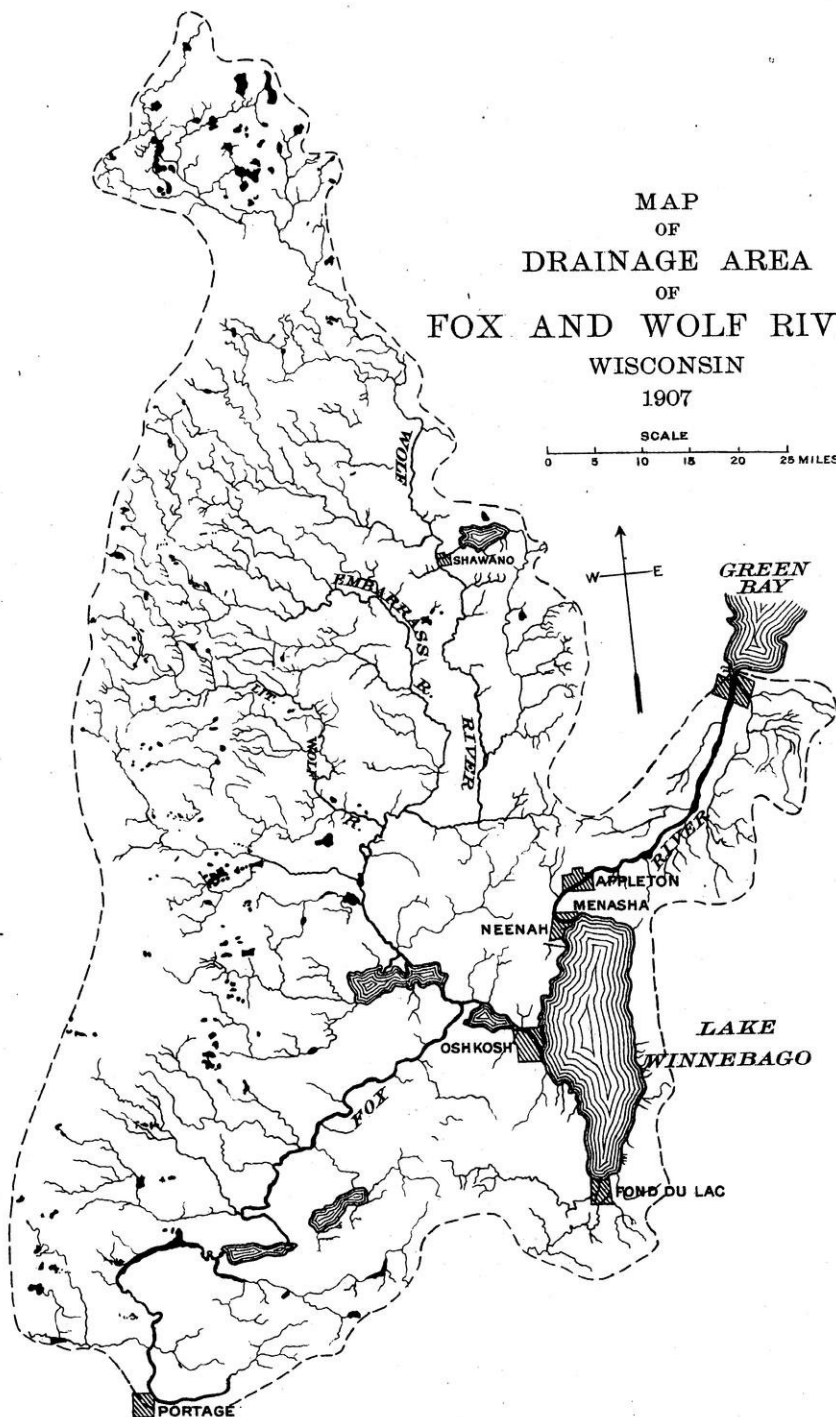 MAP
OF
DRAINAGE AREA
OF
FOX AND WOLF RIV
WISCONSIN
1907
SCALE
0 5 10 15 20 25 MILES
W E
GREEN
BAY
WOLF
SHAWANO
EMBARRASS R.
RIVER
LIT.
WOLF
R.
RIVER
APPLETON
MENASHA
NEENAH
OSHKOSH
LAKE
WINNEBAGO
FOX
FOND DU LAC
PORTAGE